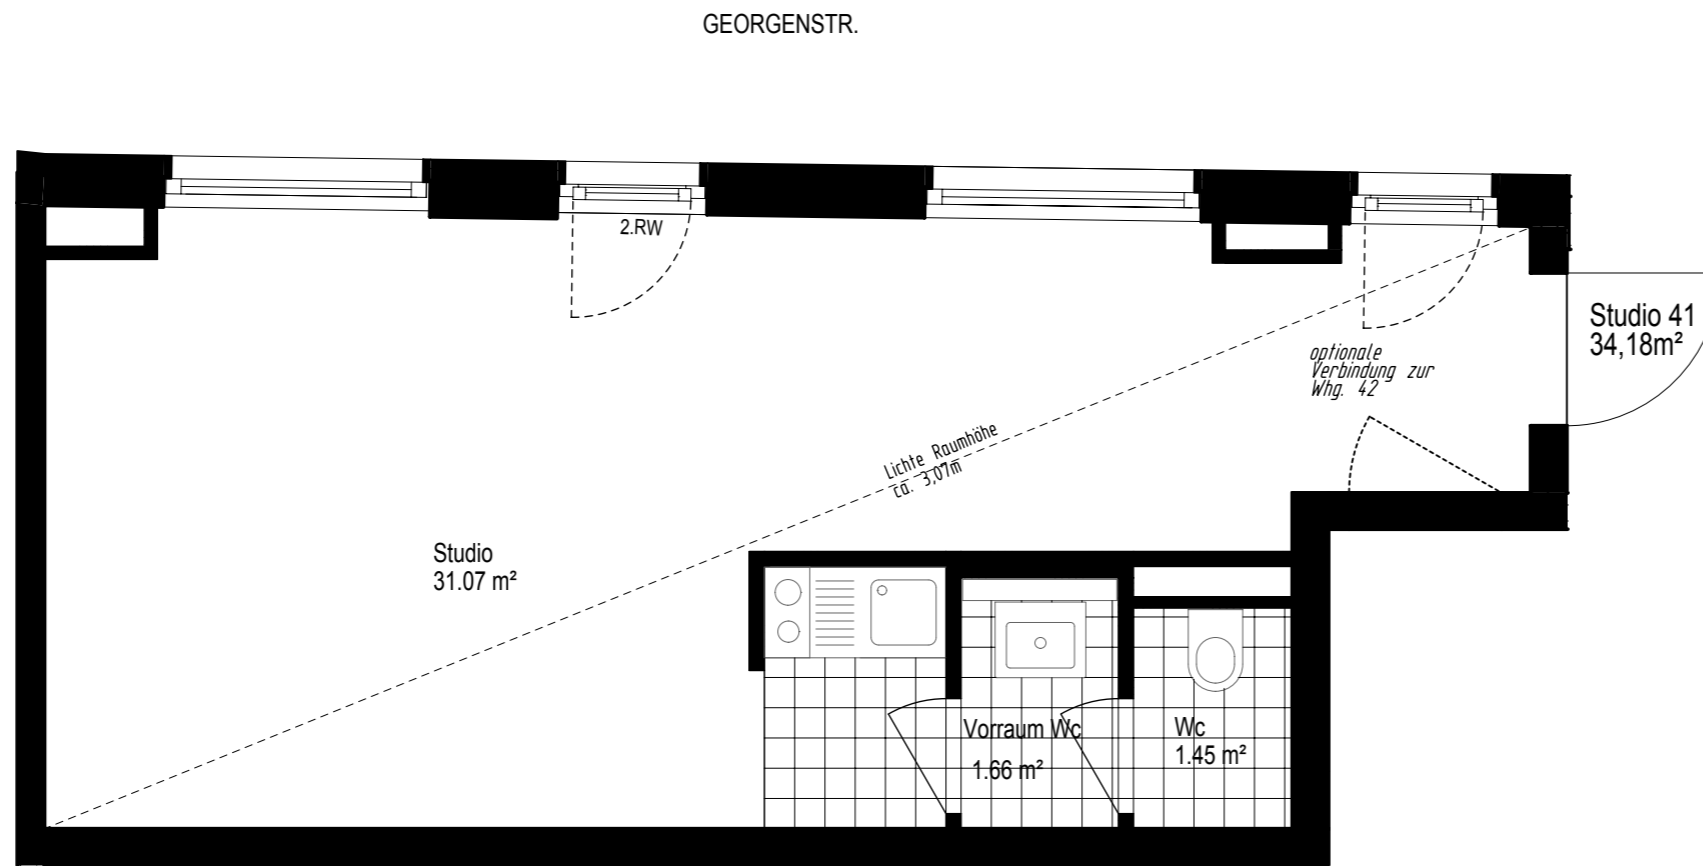 GEORGENSTR.
2.RW
Studio 41
34,18m²
optionale
Verbindung zur
Whg. 42
Lichte Raumhöhe
ca. 3,07m
Studio
31.07 m²
Vorraum Wc
1.66 m²
Wc
1.45 m²